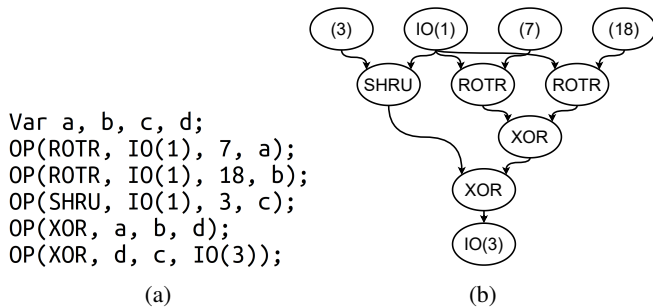 (3) IO(1) (7) (18)
SHRU ROTR ROTR
XOR
XOR
IO(3)
Var a, b, c, d;
OP(ROTR, IO(1), 7, a);
OP(ROTR, IO(1), 18, b);
OP(SHRU, IO(1), 3, c);
OP(XOR, a, b, d);
OP(XOR, d, c, IO(3));
(a) (b)